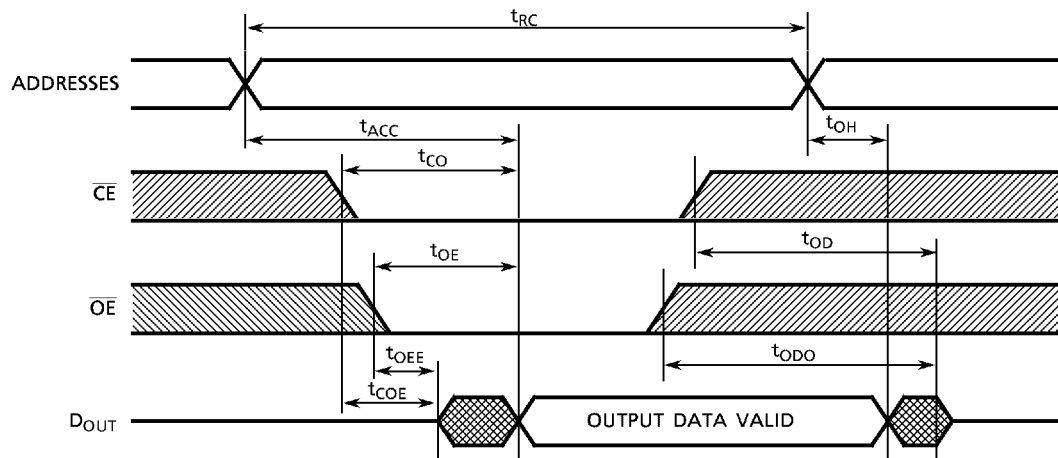 tRC
ADDRESSES
tACC
tOH
tCO
CE
tOD
tOE
OE
tOEE
tODO
tCOE
DOUT
OUTPUT DATA VALID